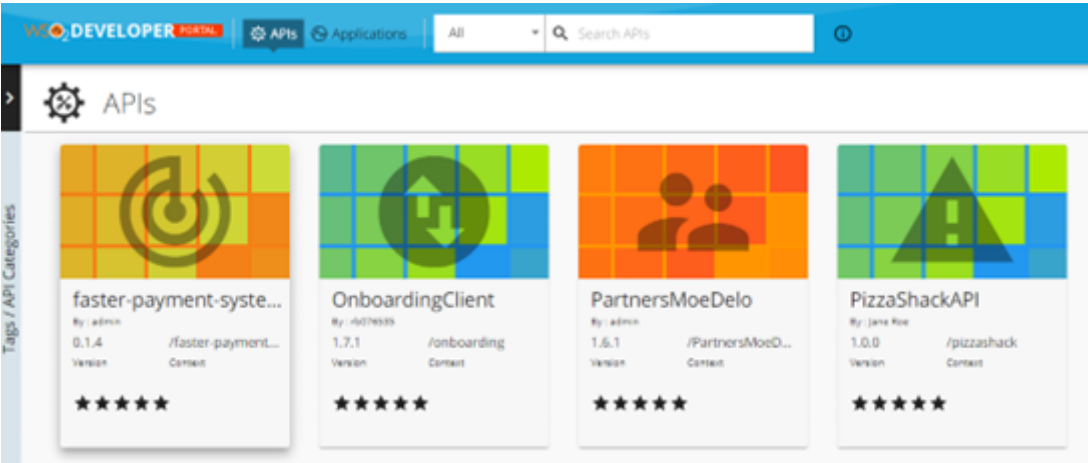 WSO2 DEVELOPER PORTAL APIs Applications All Search APIs
APIs
Tags / API Categories
faster-payment-syste...
By : admin
0.1.4 /faster-payment...
Version Context
OnboardingClient
By :
1.7.1 /onboarding
Version Context
PartnersMoeDelo
By : admin
1.6.1 /PartnersMoeD...
Version Context
PizzaShackAPI
By : Jane Roe
1.0.0 /pizzashack
Version Context